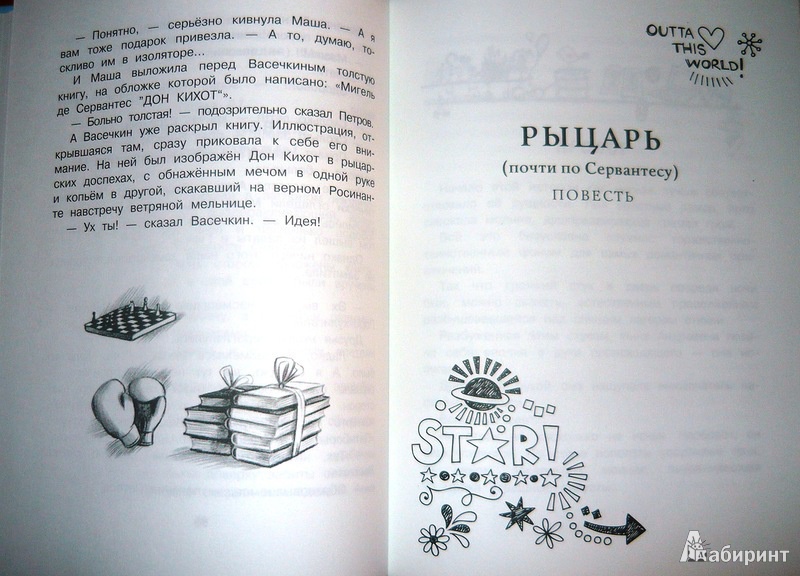 — Понятно, — серьёзно кивнула Маша. — А я
вам тоже подарок привезла. — А то, думаю, то-
скливо им в изоляторе...
И Маша выложила перед Васечкиным толстую
книгу, на обложке которой было написано: «Мигель
де Сервантес "ДОН КИХОТ"».
— Больно толстая! — подозрительно сказал Петров.
А Васечкин уже раскрыл книгу. Иллюстрация, от-
крывшаяся там, сразу приковала к себе его вни-
мание. На ней был изображён Дон Кихот в рыцар-
ских доспехах, с обнажённым мечом в одной руке
и копьём в другой, скакавший на верном Росинан-
те навстречу ветряной мельнице.
— Ух ты! — сказал Васечкин. — Идея!
OUTTA
THIS
WORLD!
РЫЦАРЬ
(почти по Сервантесу)
ПОВЕСТЬ
STAR!
Лабиринт